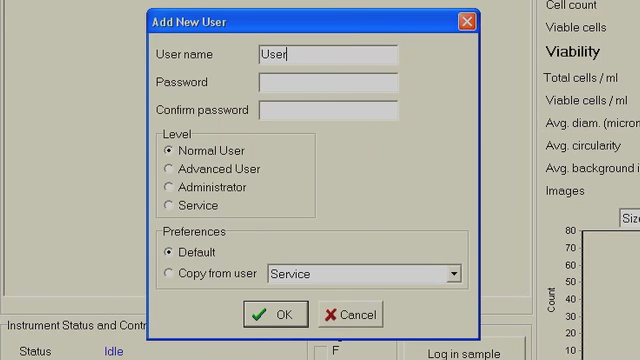 Add New User
User name User
Password
Confirm password
Level
Normal User
Advanced User
Administrator
Service
Preferences
Default
Copy from user Service
OK Cancel
Cell count
Viable cells
Viability
Total cells / ml
Viable cells / ml
Avg. diam. (micron
Avg. circularity
Avg. background i
Images
Size
80
70
60
50
40
30
20
10
Count
Instrument Status and Contr
Status Idle
F
Log in sample